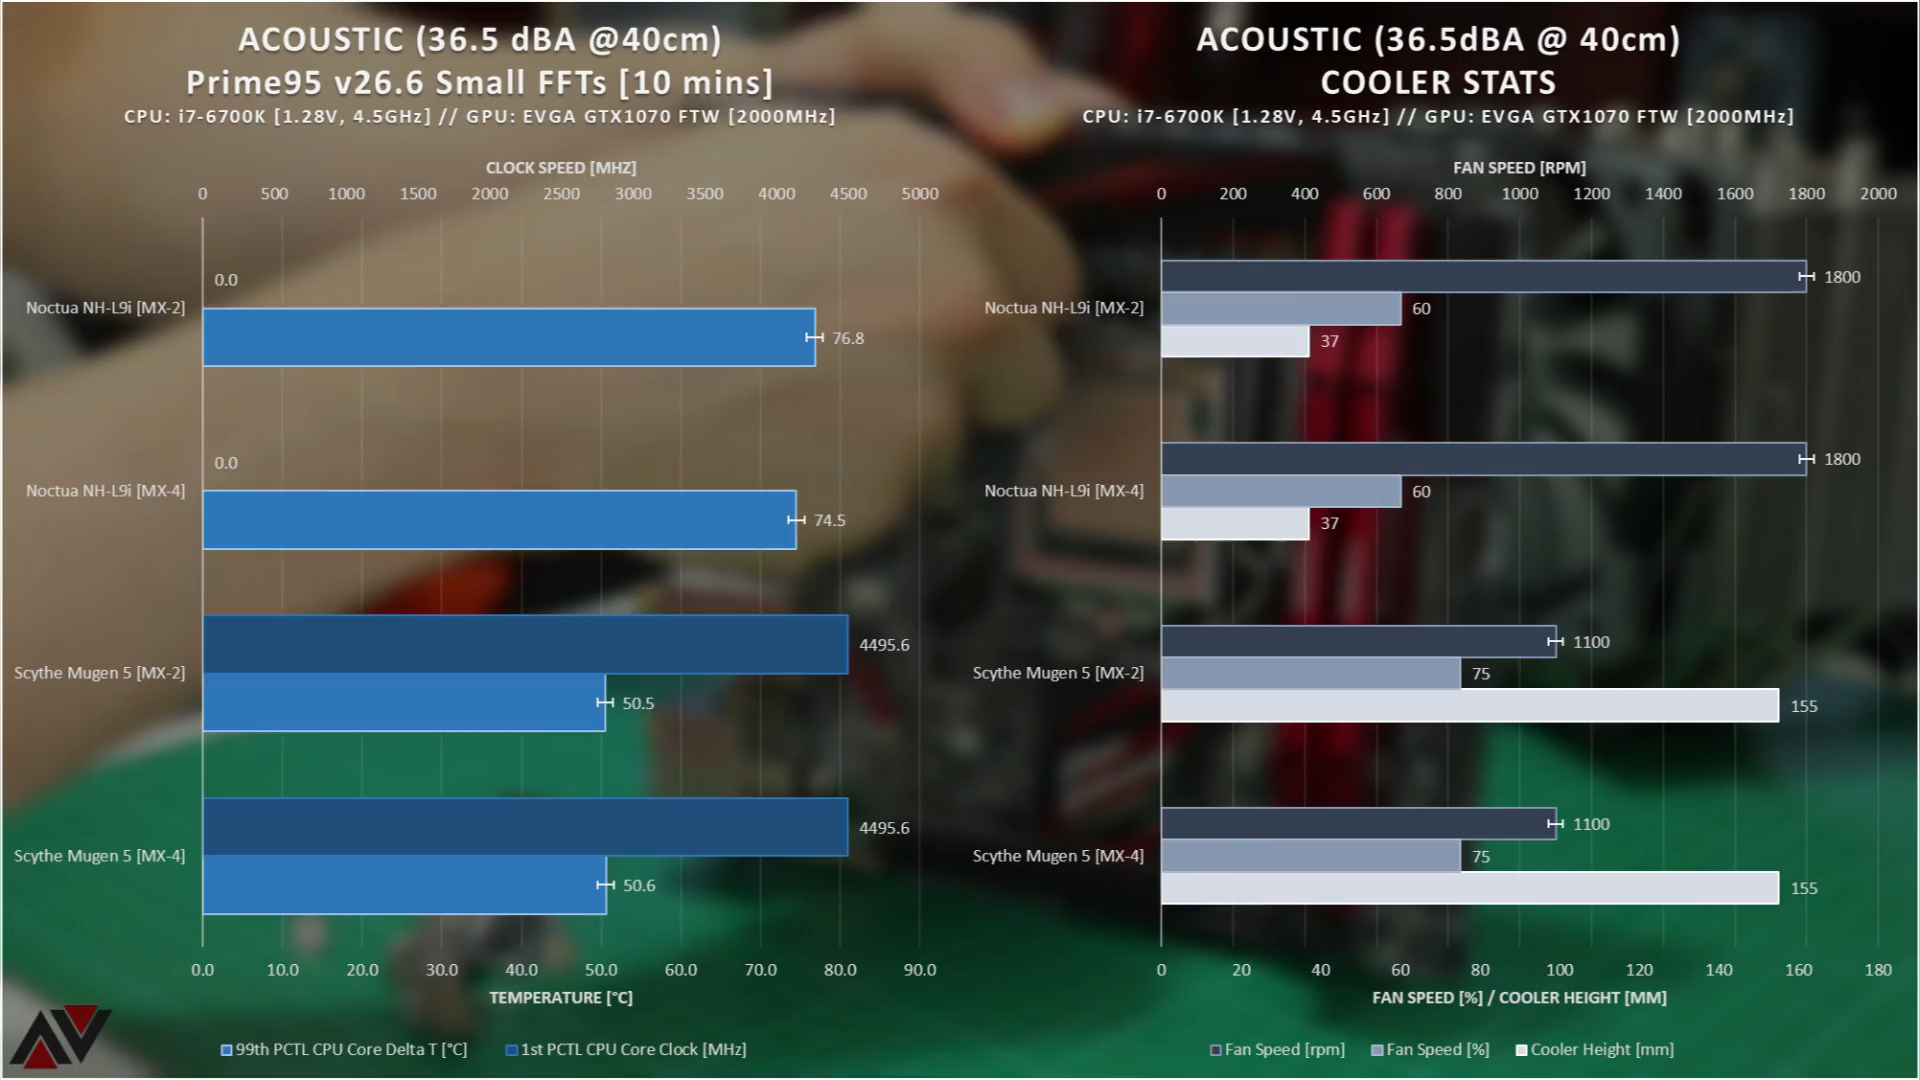 ACOUSTIC (36.5 dBA @40cm)
Prime95 v26.6 Small FFTs [10 mins]
CPU: i7-6700K [1.28V, 4.5GHz] // GPU: EVGA GTX1070 FTW [2000MHz]
CLOCK SPEED [MHZ]
0 500 1000 1500 2000 2500 3000 3500 4000 4500 5000
0.0
Noctua NH-L9i [MX-2]
76.8
0.0
Noctua NH-L9i [MX-4]
74.5
4495.6
Scythe Mugen 5 [MX-2]
50.5
4495.6
Scythe Mugen 5 [MX-4]
50.6
0.0 10.0 20.0 30.0 40.0 50.0 60.0 70.0 80.0 90.0
TEMPERATURE [°C]
99th PCTL CPU Core Delta T [°C] 1st PCTL CPU Core Clock [MHz]
ACOUSTIC (36.5dBA @ 40cm)
COOLER STATS
CPU: i7-6700K [1.28V, 4.5GHz] // GPU: EVGA GTX1070 FTW [2000MHz]
FAN SPEED [RPM]
0 200 400 600 800 1000 1200 1400 1600 1800 2000
1800
Noctua NH-L9i [MX-2] 60
37
1800
Noctua NH-L9i [MX-4] 60
37
1100
Scythe Mugen 5 [MX-2] 75
155
1100
Scythe Mugen 5 [MX-4] 75
155
0 20 40 60 80 100 120 140 160 180
FAN SPEED [%] / COOLER HEIGHT [MM]
Fan Speed [rpm] Fan Speed [%] Cooler Height [mm]